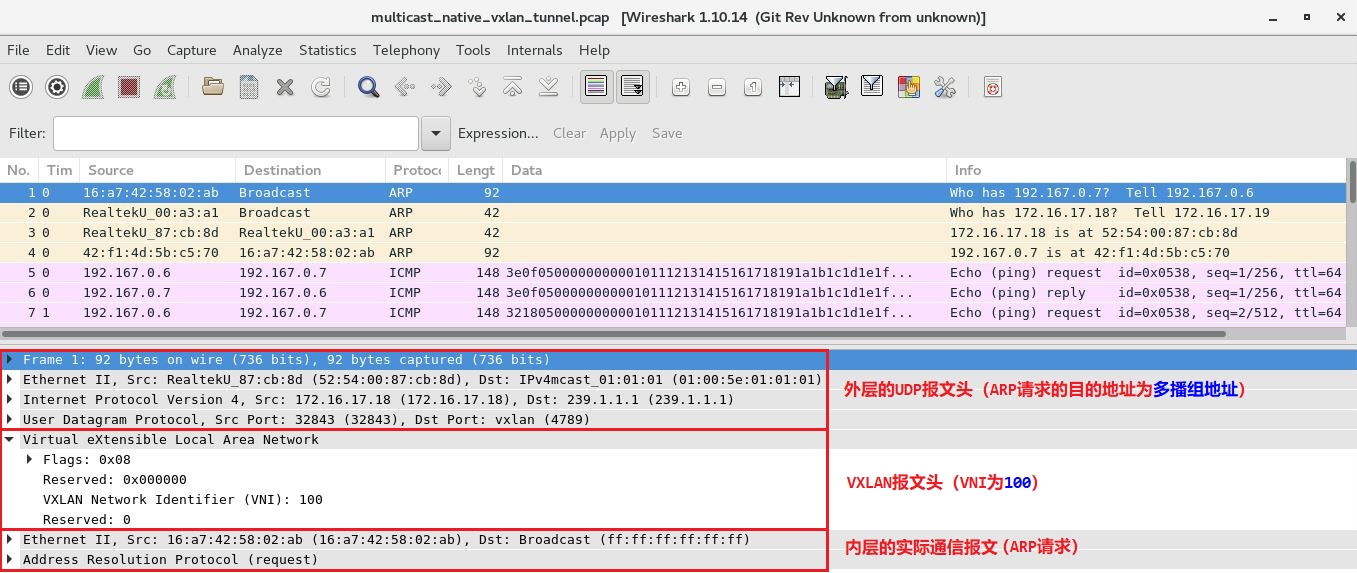 multicast_native_vxlan_tunnel.pcap [Wireshark 1.10.14 (Git Rev Unknown from unknown)]
File Edit View Go Capture Analyze Statistics Telephony Tools Internals Help
Filter: Expression... Clear Apply Save
No. Tim Source Destination Protoc Lengt Data Info
1 0 16:a7:42:58:02:ab Broadcast ARP 92 Who has 192.167.0.7? Tell 192.167.0.6
2 0 RealtekU_00:a3:a1 Broadcast ARP 42 Who has 172.16.17.18? Tell 172.16.17.19
3 0 RealtekU_87:cb:8d RealtekU_00:a3:a1 ARP 42 172.16.17.18 is at 52:54:00:87:cb:8d
4 0 42:f1:4d:5b:c5:70 16:a7:42:58:02:ab ARP 92 192.167.0.7 is at 42:f1:4d:5b:c5:70
5 0 192.167.0.6 192.167.0.7 ICMP 148 3e0f050000000000101112131415161718191a1b1c1d1e1f... Echo (ping) request id=0x0538, seq=1/256, ttl=64
6 0 192.167.0.7 192.167.0.6 ICMP 148 3e0f050000000000101112131415161718191a1b1c1d1e1f... Echo (ping) reply id=0x0538, seq=1/256, ttl=64
7 1 192.167.0.6 192.167.0.7 ICMP 148 3218050000000000101112131415161718191a1b1c1d1e1f... Echo (ping) request id=0x0538, seq=2/512, ttl=64
Frame 1: 92 bytes on wire (736 bits), 92 bytes captured (736 bits)
Ethernet II, Src: RealtekU_87:cb:8d (52:54:00:87:cb:8d), Dst: IPv4mcast_01:01:01 (01:00:5e:01:01:01)
外层的UDP报文头（ARP请求的目的地址为多播组地址）
Internet Protocol Version 4, Src: 172.16.17.18 (172.16.17.18), Dst: 239.1.1.1 (239.1.1.1)
User Datagram Protocol, Src Port: 32843 (32843), Dst Port: vxlan (4789)
Virtual eXtensible Local Area Network
Flags: 0x08
Reserved: 0x000000
VXLAN报文头（VNI为100）
VXLAN Network Identifier (VNI): 100
Reserved: 0
Ethernet II, Src: 16:a7:42:58:02:ab (16:a7:42:58:02:ab), Dst: Broadcast (ff:ff:ff:ff:ff:ff)
内层的实际通信报文（ARP请求）
Address Resolution Protocol (request)